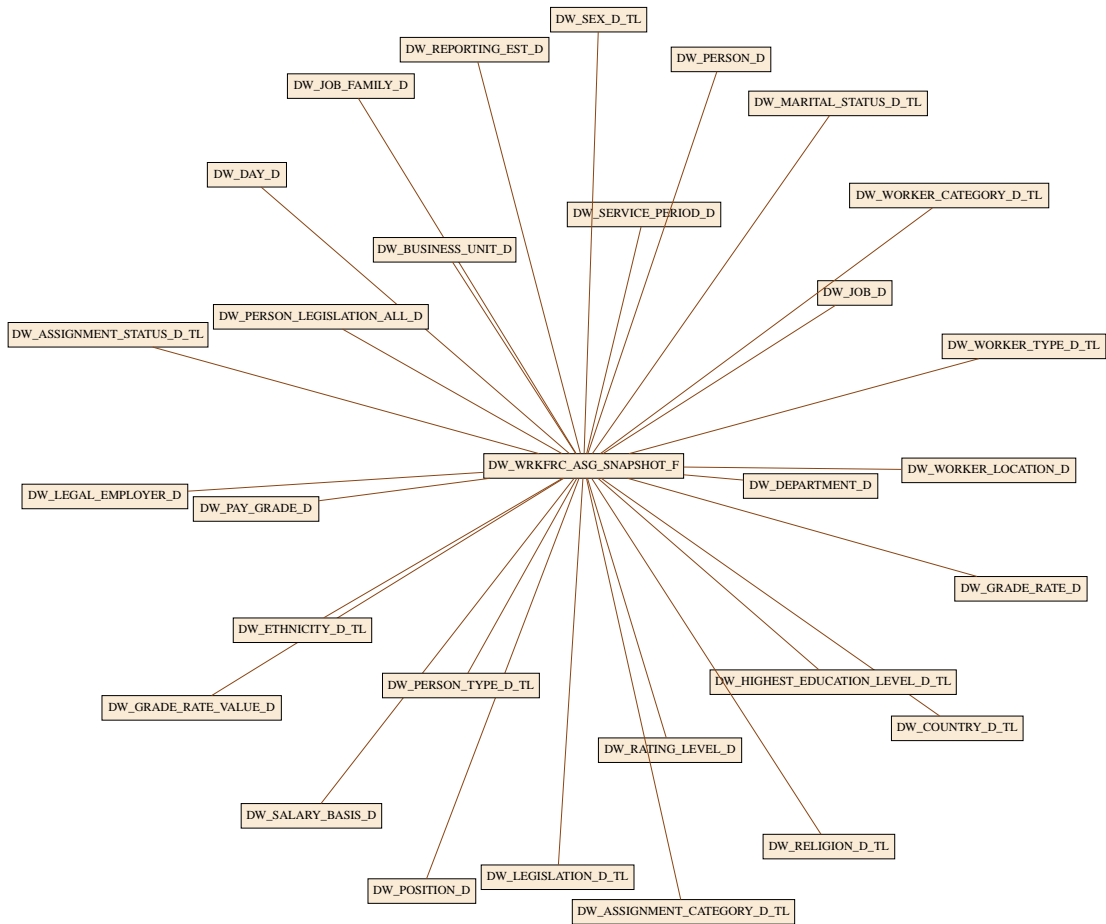 DW_SEX_D_TL
DW_REPORTING_EST_D
DW_PERSON_D
DW_JOB_FAMILY_D
DW_MARITAL_STATUS_D_TL
DW_DAY_D
DW_WORKER_CATEGORY_D_TL
DW_SERVICE_PERIOD_D
DW_BUSINESS_UNIT_D
DW_JOB_D
DW_PERSON_LEGISLATION_ALL_D
DW_ASSIGNMENT_STATUS_D_TL
DW_WORKER_TYPE_D_TL
DW_WRKFRC_ASG_SNAPSHOT_F
DW_WORKER_LOCATION_D
DW_DEPARTMENT_D
DW_LEGAL_EMPLOYER_D
DW_PAY_GRADE_D
DW_GRADE_RATE_D
DW_ETHNICITY_D_TL
DW_HIGHEST_EDUCATION_LEVEL_D_TL
DW_PERSON_TYPE_D_TL
DW_GRADE_RATE_VALUE_D
DW_COUNTRY_D_TL
DW_RATING_LEVEL_D
DW_SALARY_BASIS_D
DW_RELIGION_D_TL
DW_LEGISLATION_D_TL
DW_POSITION_D
DW_ASSIGNMENT_CATEGORY_D_TL